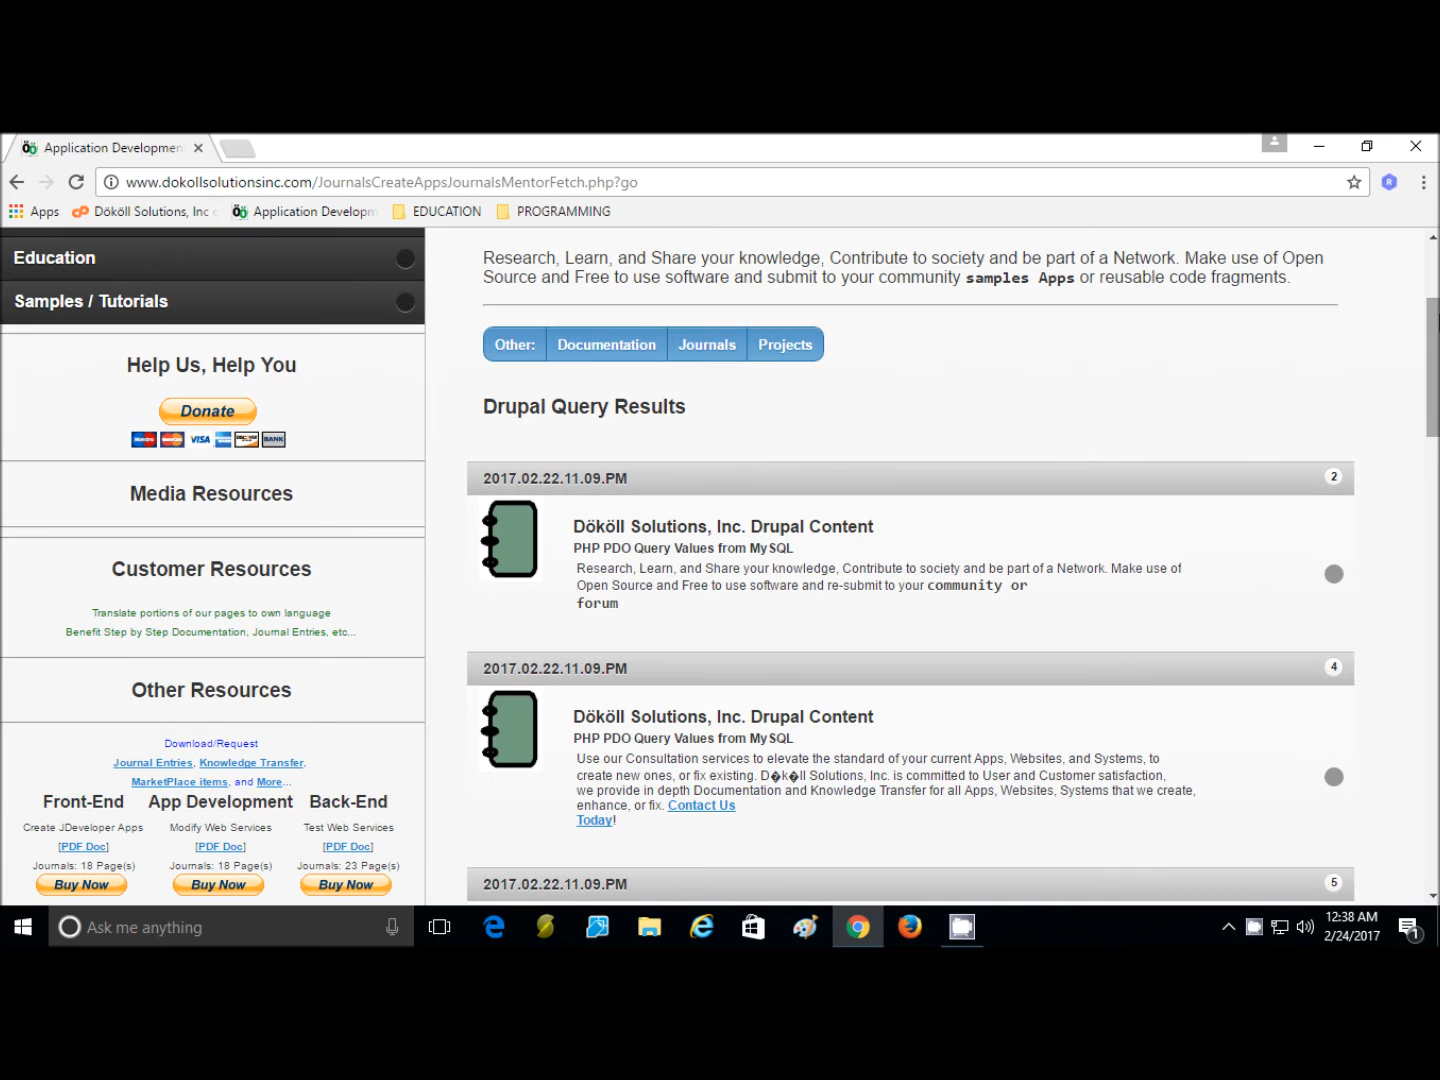 Application Developmen
www.dokollsolutionsinc.com/JournalsCreateAppsJournalsMentorFetch.php?go
Apps
Dököll Solutions, Inc
Application Developm
EDUCATION
PROGRAMMING
Education
Samples / Tutorials
Help Us, Help You
Donate
VISA
BANK
Media Resources
Customer Resources
Translate portions of our pages to own language
Benefit Step by Step Documentation, Journal Entries, etc...
Other Resources
Download/Request
Journal Entries, Knowledge Transfer,
MarketPlace items, and More...
Front-End App Development Back-End
Create JDeveloper Apps Modify Web Services Test Web Services
[PDF Doc] [PDF Doc] [PDF Doc]
Journals: 18 Page(s) Journals: 18 Page(s) Journals: 23 Page(s)
Buy Now Buy Now Buy Now
Research, Learn, and Share your knowledge, Contribute to society and be part of a Network. Make use of Open
Source and Free to use software and submit to your community samples Apps or reusable code fragments.
Other: Documentation Journals Projects
Drupal Query Results
2017.02.22.11.09.PM 2
Dököll Solutions, Inc. Drupal Content
PHP PDO Query Values from MySQL
Research, Learn, and Share your knowledge, Contribute to society and be part of a Network. Make use of
Open Source and Free to use software and re-submit to your community or
forum
2017.02.22.11.09.PM 4
Dököll Solutions, Inc. Drupal Content
PHP PDO Query Values from MySQL
Use our Consultation services to elevate the standard of your current Apps, Websites, and Systems, to
create new ones, or fix existing. D�k�ll Solutions, Inc. is committed to User and Customer satisfaction,
we provide in depth Documentation and Knowledge Transfer for all Apps, Websites, Systems that we create,
enhance, or fix. Contact Us
Today!
2017.02.22.11.09.PM 5
Ask me anything
12:38 AM
2/24/2017
1